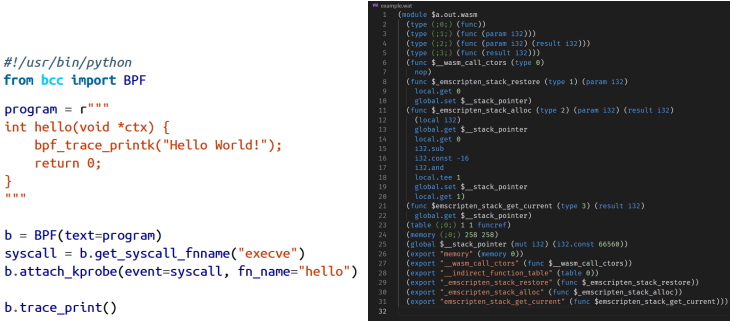 #!/usr/bin/python
from bcc import BPF
program = r"""
int hello(void *ctx) {
    bpf_trace_printk("Hello World!");
    return 0;
}
"""
b = BPF(text=program)
syscall = b.get_syscall_fnname("execve")
b.attach_kprobe(event=syscall, fn_name="hello")
b.trace_print()
example.wat
1 (module $a.out.wasm
2   (type (;0;) (func))
3   (type (;1;) (func (param i32)))
4   (type (;2;) (func (param i32) (result i32)))
5   (type (;3;) (func (result i32)))
6   (func $__wasm_call_ctors (type 0)
7     nop)
8   (func $_emscripten_stack_restore (type 1) (param i32)
9     local.get 0
10     global.set $__stack_pointer)
11   (func $_emscripten_stack_alloc (type 2) (param i32) (result i32)
12     (local i32)
13     global.get $__stack_pointer
14     local.get 0
15     i32.sub
16     i32.const -16
17     i32.and
18     local.tee 1
19     global.set $__stack_pointer
20     local.get 1)
21   (func $emscripten_stack_get_current (type 3) (result i32)
22     global.get $__stack_pointer)
23   (table (;0;) 1 1 funcref)
24   (memory (;0;) 258 258)
25   (global $__stack_pointer (mut i32) (i32.const 66560))
26   (export "memory" (memory 0))
27   (export "__wasm_call_ctors" (func $__wasm_call_ctors))
28   (export "__indirect_function_table" (table 0))
29   (export "_emscripten_stack_restore" (func $_emscripten_stack_restore))
30   (export "_emscripten_stack_alloc" (func $_emscripten_stack_alloc))
31   (export "emscripten_stack_get_current" (func $emscripten_stack_get_current)))
32